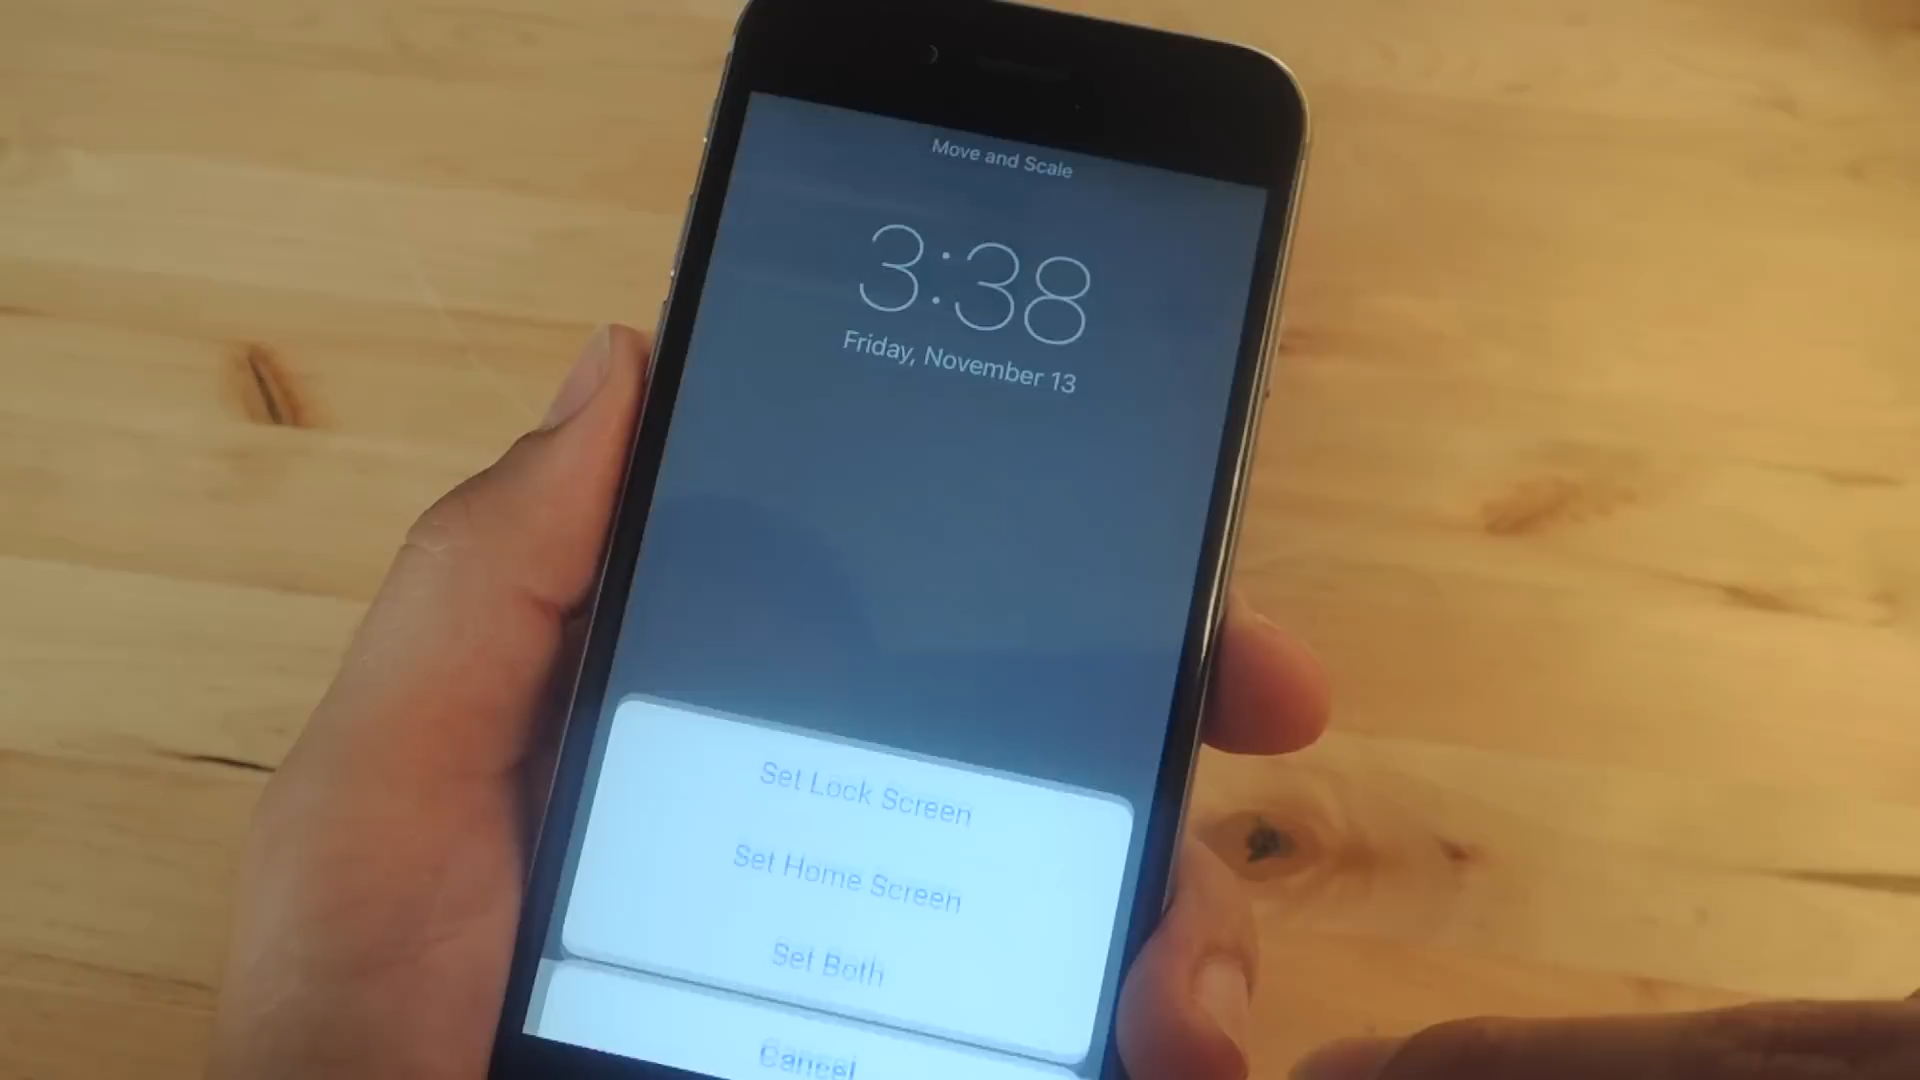 Move and Scale
3:38
Friday, November 13
Set Lock Screen
Set Home Screen
Set Both
Cancel